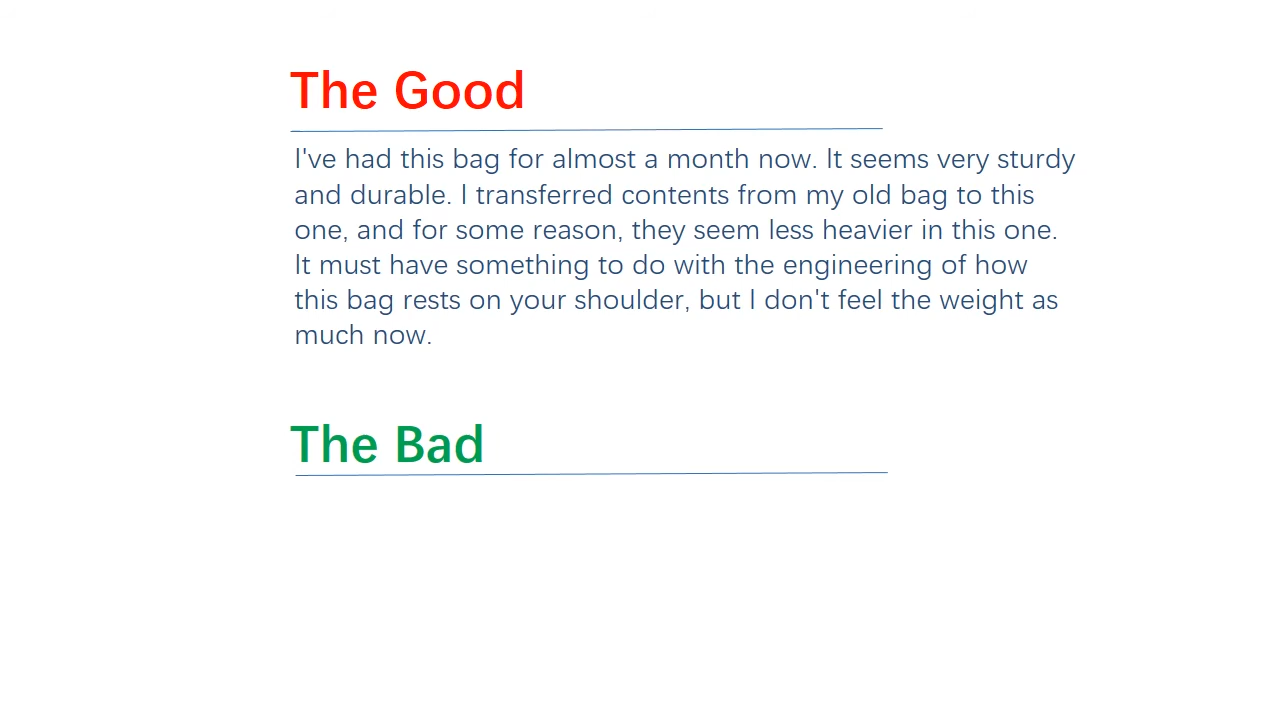 The Good
I've had this bag for almost a month now. It seems very sturdy
and durable. I transferred contents from my old bag to this
one, and for some reason, they seem less heavier in this one.
It must have something to do with the engineering of how
this bag rests on your shoulder, but I don't feel the weight as
much now.
The Bad